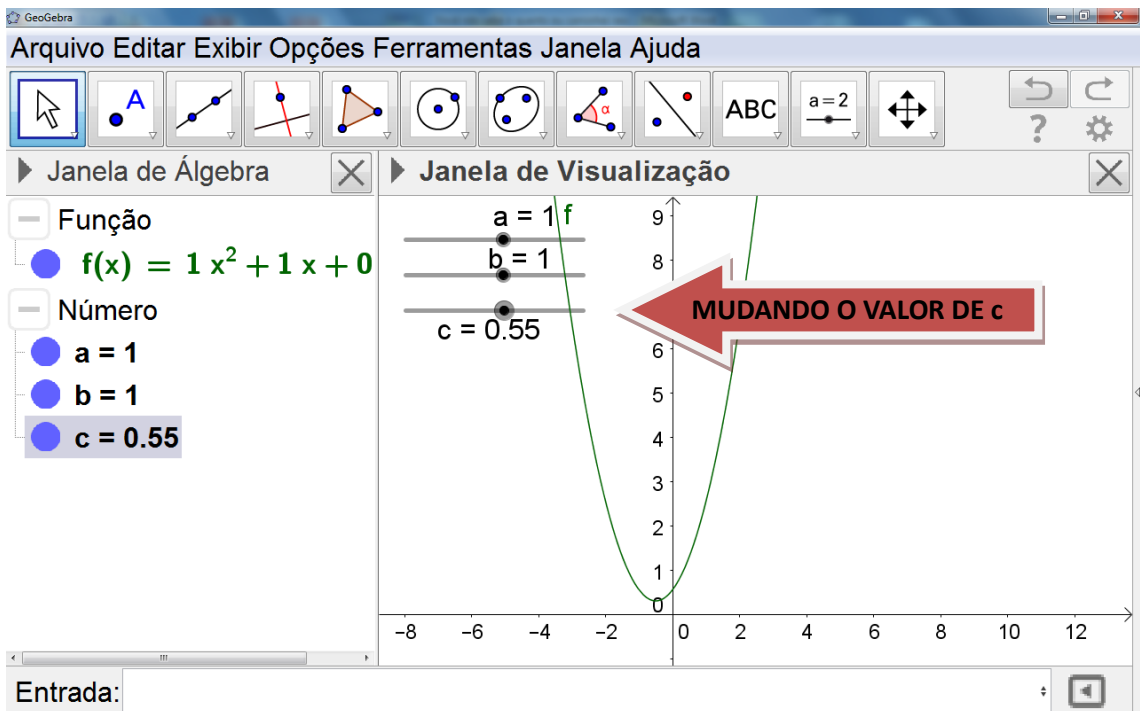 GeoGebra
Arquivo Editar Exibir Opções Ferramentas Janela Ajuda
A
α
ABC
a = 2
?
Janela de Álgebra
Janela de Visualização
Função
f(x) = 1 x² + 1 x + 0
Número
a = 1
b = 1
c = 0.55
a = 1
f
b = 1
c = 0.55
MUDANDO O VALOR DE c
9
8
6
5
4
3
2
1
0
−8 −6 −4 −2 0 2 4 6 8 10 12
Entrada: